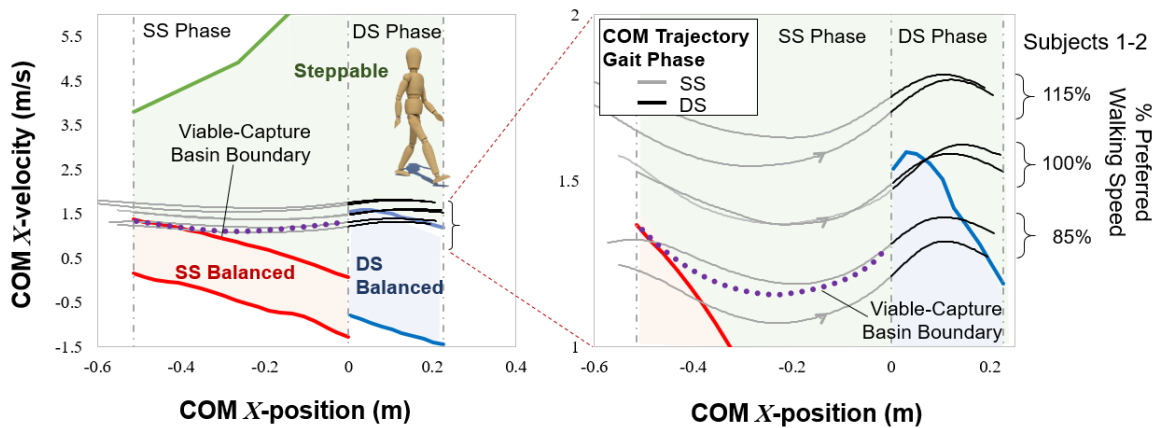 SS Phase
DS Phase
Steppable
Viable-Capture
Basin Boundary
SS Balanced
DS
Balanced
5.5
4.5
3.5
2.5
1.5
0.5
-0.5
-1.5
-0.6
-0.4
-0.2
0
0.2
0.4
COM X-velocity (m/s)
COM X-position (m)
COM Trajectory
Gait Phase
SS
DS
SS Phase
DS Phase
Viable-Capture
Basin Boundary
2
1.5
1
-0.6
-0.4
-0.2
0
0.2
COM X-position (m)
Subjects 1-2
115%
100%
85%
% Preferred
Walking Speed